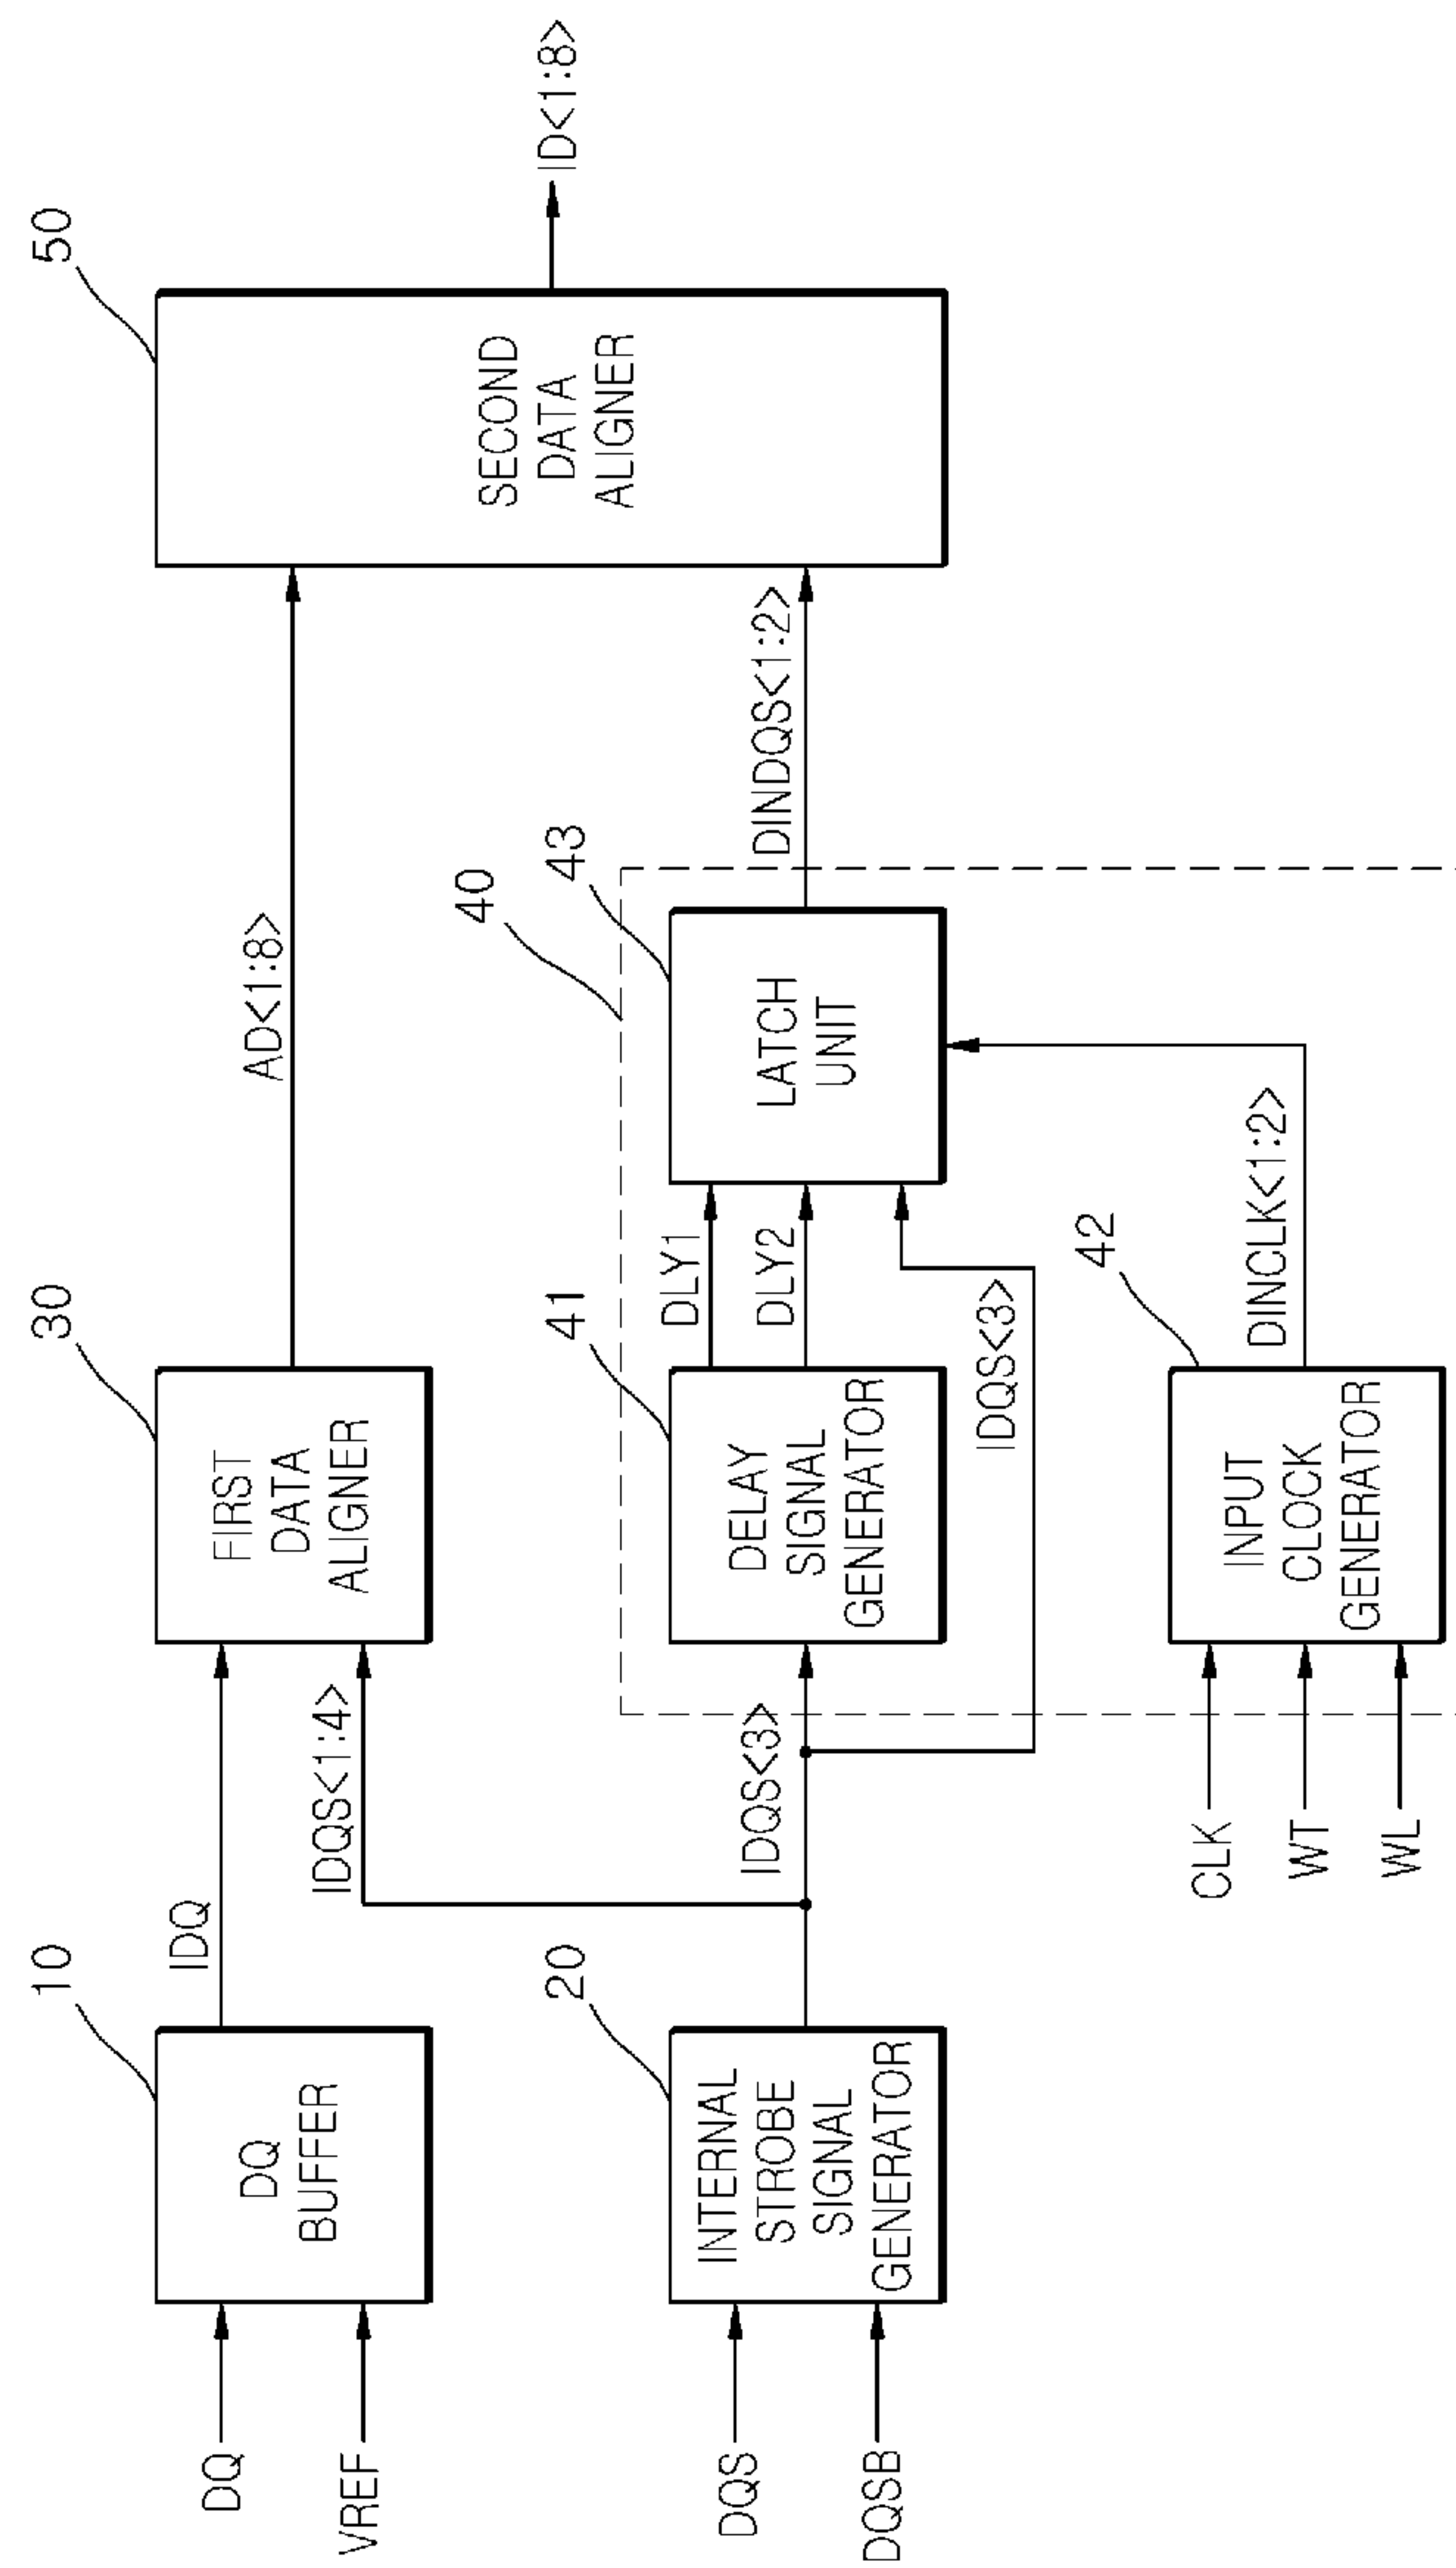 10
DQ
VREF
DQ
BUFFER
IDQ
30
FIRST
DATA
ALIGNER
IDQS<1:4>
AD<1:8>
50
SECOND
DATA
ALIGNER
ID<1:8>
20
DQS
DQSB
INTERNAL
STROBE
SIGNAL
GENERATOR
IDQS<3>
40
41
DELAY
SIGNAL
GENERATOR
DLY1
DLY2
IDQS<3>
43
LATCH
UNIT
DINDQS<1:2>
42
CLK
WT
WL
INPUT
CLOCK
GENERATOR
DINCLK<1:2>